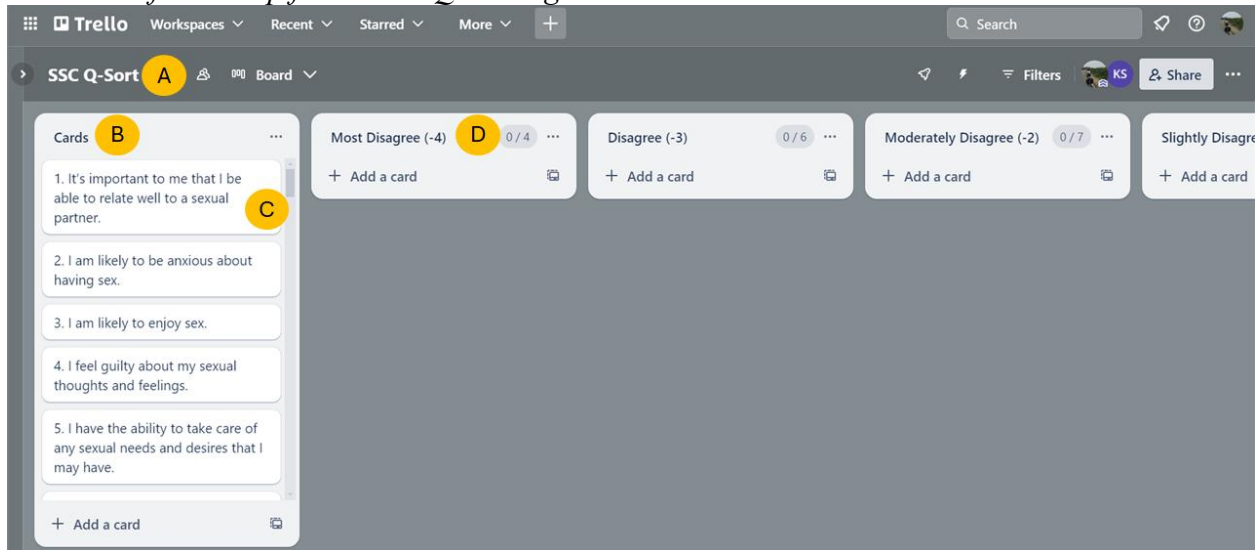 Trello Workspaces Recent Starred More + Search
SSC Q-Sort A Board Filters KS Share
Cards B
1. It's important to me that I be
able to relate well to a sexual
partner.
C
2. I am likely to be anxious about
having sex.
3. I am likely to enjoy sex.
4. I feel guilty about my sexual
thoughts and feelings.
5. I have the ability to take care of
any sexual needs and desires that I
may have.
+ Add a card
Most Disagree (-4) D 0/4
+ Add a card
Disagree (-3) 0/6
+ Add a card
Moderately Disagree (-2) 0/7
+ Add a card
Slightly Disagre
+ Add a card